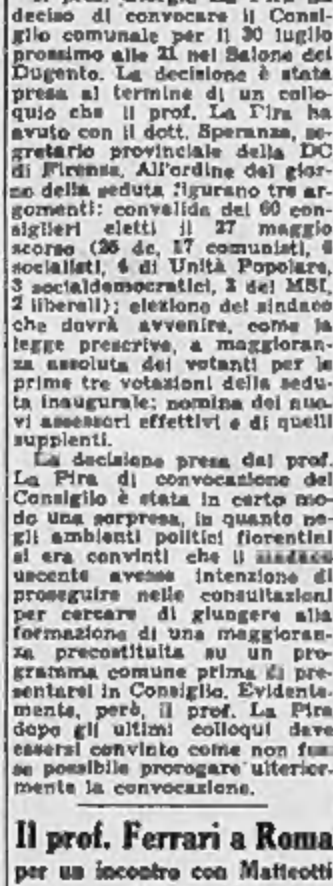 deciso di convocare il Consi-
glio comunale per il 30 luglio
prossimo alle 21 nel Salone dei
Dugento. La decisione è stata
presa al termine di un collo-
quio che il prof. La Pira ha
avuto con il dott. Speranza, se-
gretario provinciale della DC
di Firenze. All'ordine del gior-
no della seduta figurano tre ar-
gomenti: convalida dei 60 con-
siglieri eletti il 27 maggio
scorso (25 dc, 17 comunisti,
socialisti, 4 di Unità Popolare,
3 socialdemocratici, 2 del MSI,
2 liberali); elezione del sindaco
che dovrà avvenire, come la
legge prescrive, a maggioran-
za assoluta dei votanti per le
prime tre votazioni della sedu-
ta inaugurale; nomina dei nuo-
vi assessori effettivi e di quelli
supplenti.
La decisione presa dal prof.
La Pira di convocazione del
Consiglio è stata in certo mo-
do una sorpresa, in quanto ne-
gli ambienti politici fiorentini
si era convinti che il sindaco
uscente avesse intenzione di
proseguire nelle consultazioni
per cercare di giungere alla
formazione di una maggioran-
za precostituita su un pro-
gramma comune prima di pre-
sentarsi in Consiglio. Evidente-
mente, però, il prof. La Pira
dopo gli ultimi colloqui deve
essersi convinto come non fos-
se possibile prorogare ulterior-
mente la convocazione.
Il prof. Ferrari a Roma
per un incontro con Matteotti